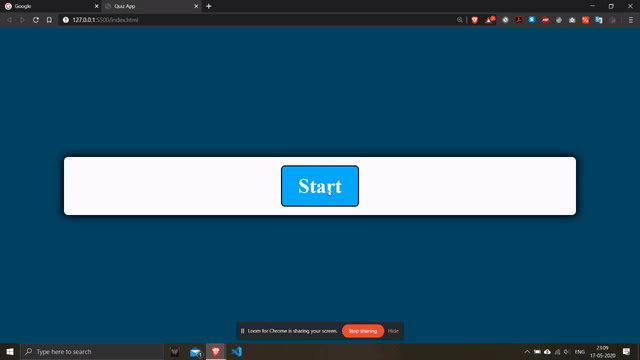 Google
Quiz App
127.0.0.1:5500/index.html
Start
Loom for Chrome is sharing your screen.
Stop sharing
Hide
Type here to search
ENG
23:09
17-05-2020